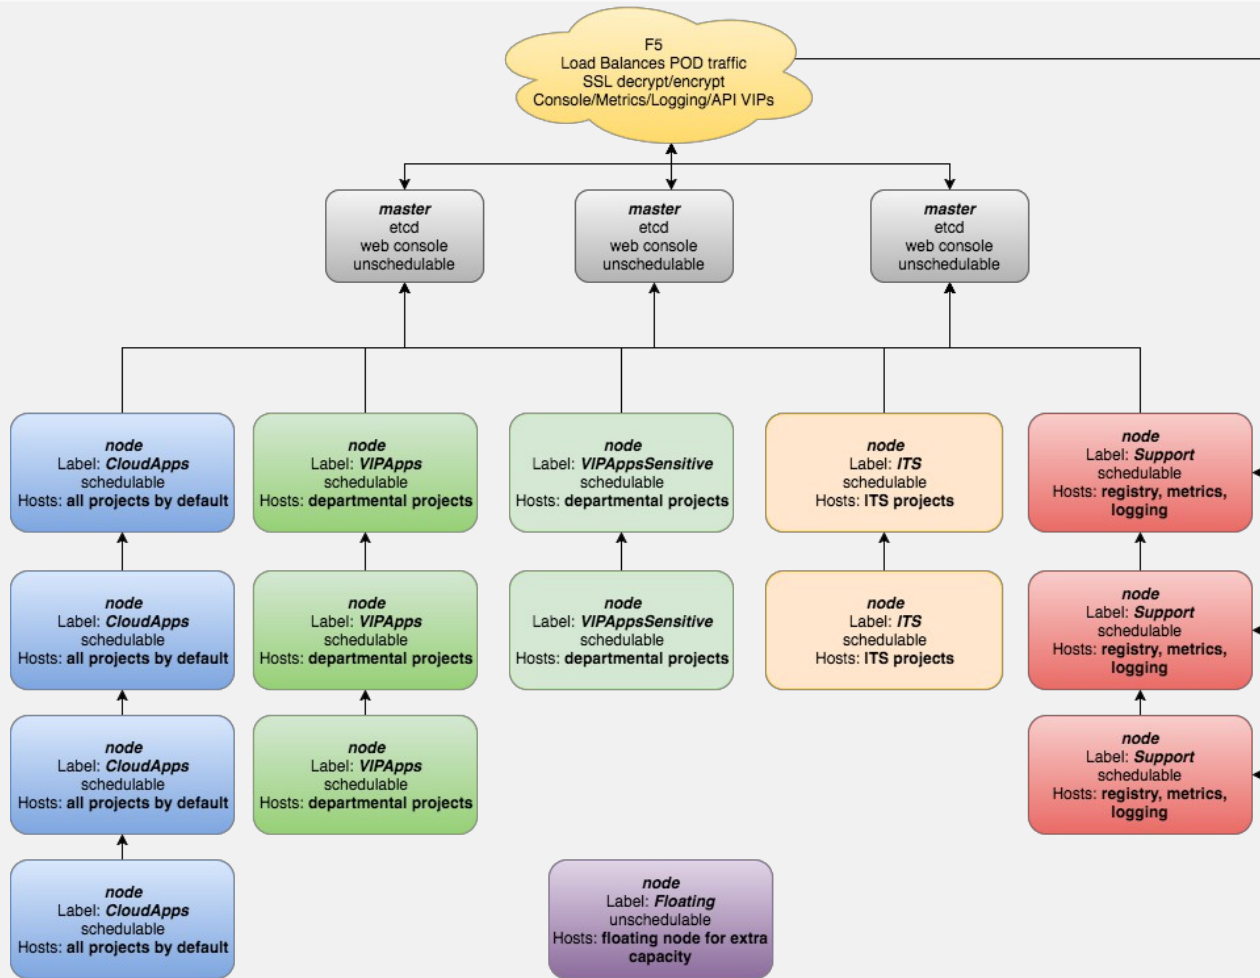 F5
Load Balances POD traffic
SSL decrypt/encrypt
Console/Metrics/Logging/API VIPs
master
etcd
web console
unschedulable
master
etcd
web console
unschedulable
master
etcd
web console
unschedulable
node
Label: CloudApps
schedulable
Hosts: all projects by default
node
Label: VIPApps
schedulable
Hosts: departmental projects
node
Label: VIPAppsSensitive
schedulable
Hosts: departmental projects
node
Label: ITS
schedulable
Hosts: ITS projects
node
Label: Support
schedulable
Hosts: registry, metrics,
logging
node
Label: CloudApps
schedulable
Hosts: all projects by default
node
Label: VIPApps
schedulable
Hosts: departmental projects
node
Label: VIPAppsSensitive
schedulable
Hosts: departmental projects
node
Label: ITS
schedulable
Hosts: ITS projects
node
Label: Support
schedulable
Hosts: registry, metrics,
logging
node
Label: CloudApps
schedulable
Hosts: all projects by default
node
Label: VIPApps
schedulable
Hosts: departmental projects
node
Label: Support
schedulable
Hosts: registry, metrics,
logging
node
Label: CloudApps
schedulable
Hosts: all projects by default
node
Label: Floating
unschedulable
Hosts: floating node for extra
capacity